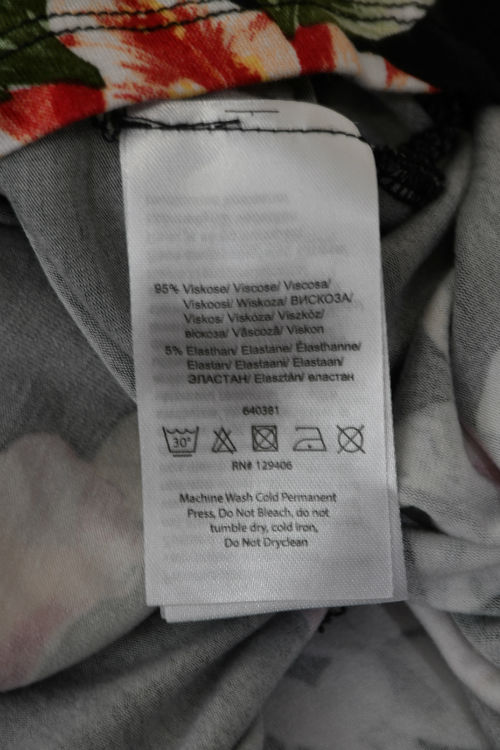 95% Viskose/ Viscose/ Viscosa/
Viskoosi/ Wiskoza/ ВИСКОЗА/
Viskos/ Viskóza/ Viszkóz/
віскоза/ Vâscoză/ Viskon
5% Elasthan/ Elastane/ Élasthanne/
Elastan/ Elastaani/ Elastaan/
ЭЛАСТАН/ Elasztán/ еластан
640381
30°
RN# 129406
Machine Wash Cold Permanent
Press, Do Not Bleach, do not
tumble dry, cold iron,
Do Not Dryclean